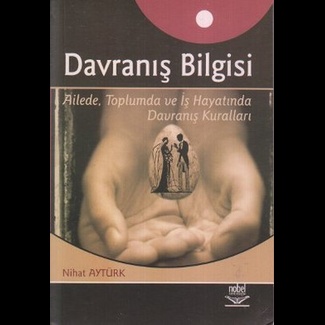 Davranış Bilgisi
Ailede, Toplumda ve İş Hayatında
Davranış Kuralları
Nihat AYTÜRK
nobel